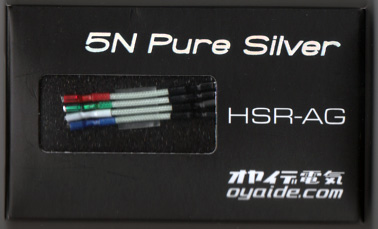 5N Pure Silver
HSR-AG
オヤイデ電気
oyaide.com